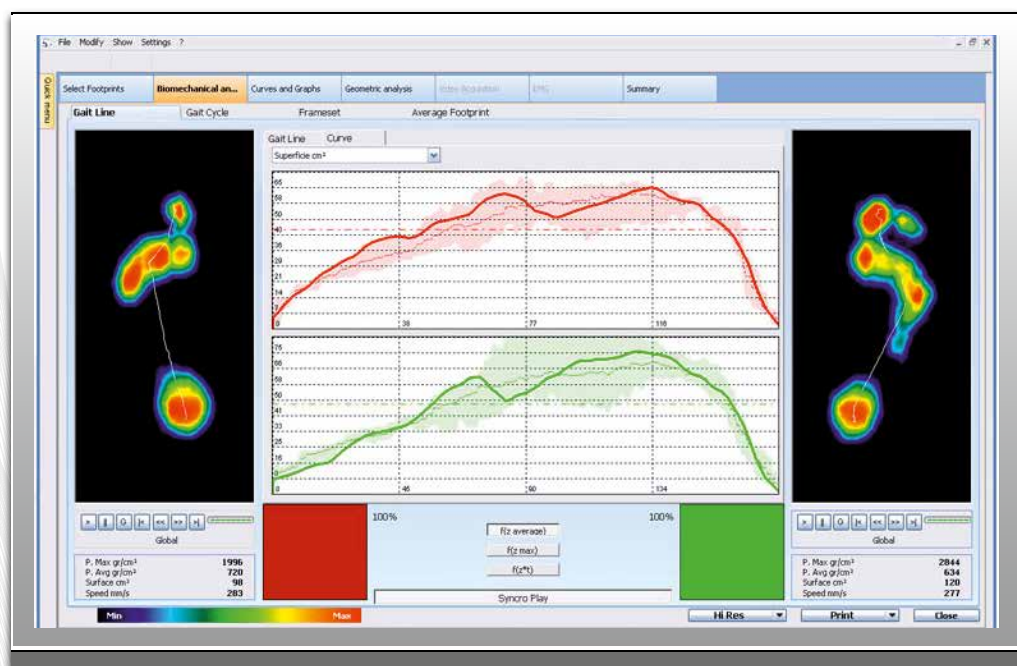 File Modify Show Settings ?
Quick menu
Select Footprints Biomechanical an... Curves and Graphs Geometric analysis EMG Summary
Gait Line Gait Cycle Frameset Average Footprint
Gait Line Curve
Superficie cm²
0 38 77 116
0 46 90 134
100% 100%
f(z average)
f(z max)
f(z*t)
Syncro Play
Global
P. Max gr/cm² 1996
P. Avg gr/cm² 720
Surface cm² 98
Speed mm/s 283
Global
P. Max gr/cm² 2844
P. Avg gr/cm² 634
Surface cm² 120
Speed mm/s 277
Min Max
Hi Res Print Close